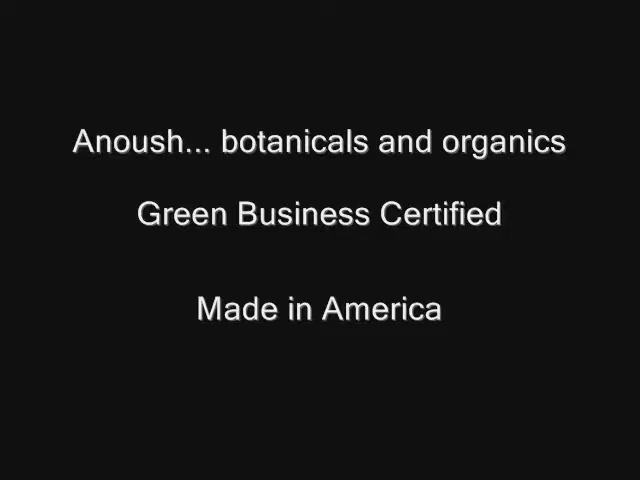 Anoush... botanicals and organics
Green Business Certified
Made in America